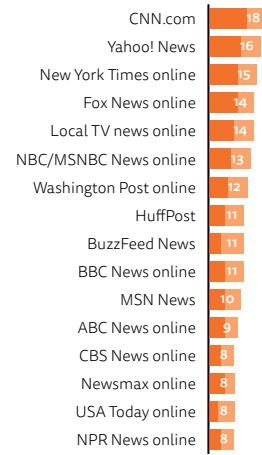 CNN.com 18
Yahoo! News 16
New York Times online 15
Fox News online 14
Local TV news online 14
NBC/MSNBC News online 13
Washington Post online 12
HuffPost 11
BuzzFeed News 11
BBC News online 11
MSN News 10
ABC News online 9
CBS News online 8
Newsmax online 8
USA Today online 8
NPR News online 8